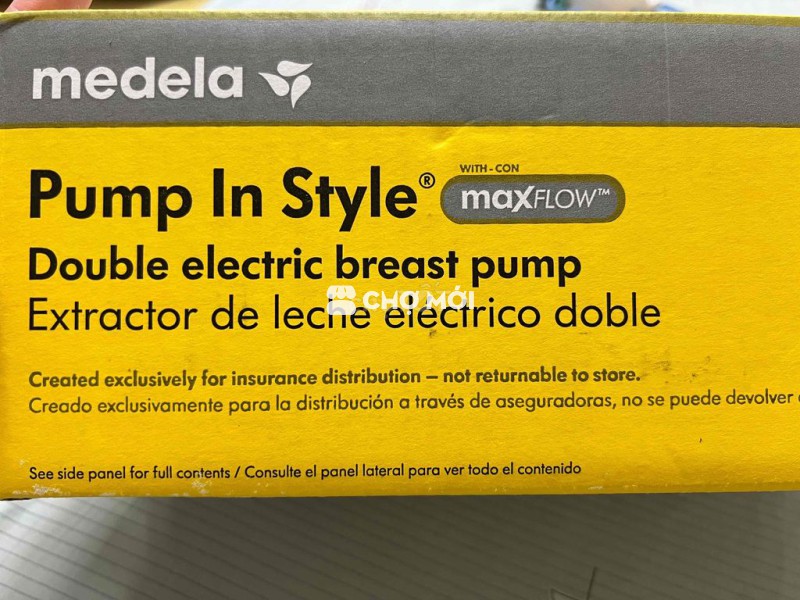 medela
Pump In Style® WITH-CON maxFLOW™
Double electric breast pump
CHỢ MỚI
Extractor de leche eléctrico doble
Created exclusively for insurance distribution – not returnable to store.
Creado exclusivamente para la distribución a través de aseguradoras, no se puede devolver
See side panel for full contents / Consulte el panel lateral para ver todo el contenido